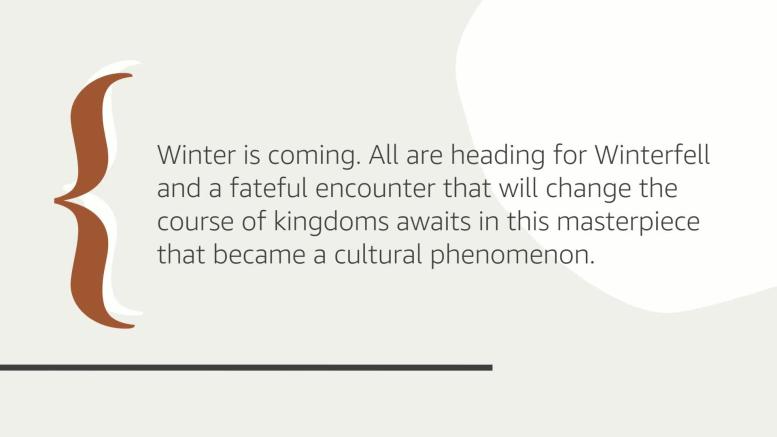 Winter is coming. All are heading for Winterfell
and a fateful encounter that will change the
course of kingdoms awaits in this masterpiece
that became a cultural phenomenon.